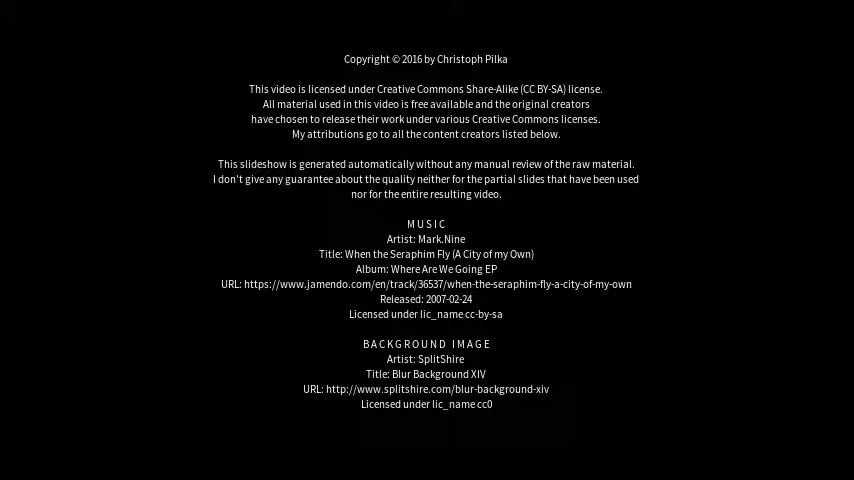 Copyright © 2016 by Christoph Pilka
This video is licensed under Creative Commons Share-Alike (CC BY-SA) license.
All material used in this video is free available and the original creators
have chosen to release their work under various Creative Commons licenses.
My attributions go to all the content creators listed below.
This slideshow is generated automatically without any manual review of the raw material.
I don't give any guarantee about the quality neither for the partial slides that have been used
nor for the entire resulting video.
MUSIC
Artist: Mark.Nine
Title: When the Seraphim Fly (A City of my Own)
Album: Where Are We Going EP
URL: https://www.jamendo.com/en/track/36537/when-the-seraphim-fly-a-city-of-my-own
Released: 2007-02-24
Licensed under lic_name cc-by-sa
BACKGROUND IMAGE
Artist: SplitShire
Title: Blur Background XIV
URL: http://www.splitshire.com/blur-background-xiv
Licensed under lic_name cc0